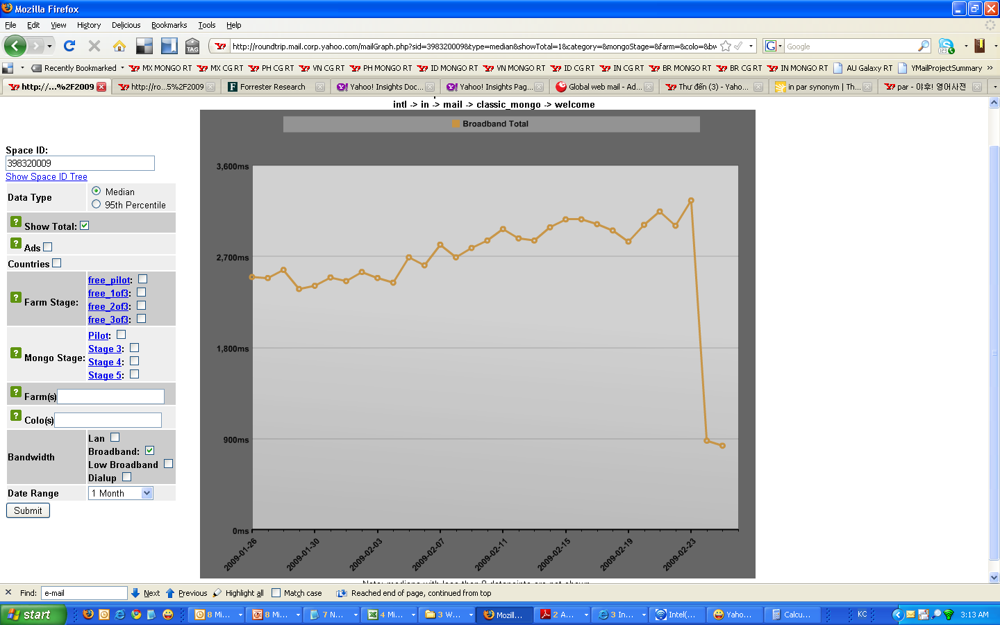 Mozilla Firefox
File Edit View History Delicious Bookmarks Tools Help
http://roundtrip.mail.corp.yahoo.com/mailGraph.php?sid=398320009&type=median&showTotal=1&category=&mongoStage=&farm=&colo=&bw
G Google
TAG
Recently Bookmarked MX MONGO RT MX CG RT PH CG RT VN CG RT PH MONGO RT ID MONGO RT VN MONGO RT ID CG RT IN CG RT BR MONGO RT BR CG RT IN MONGO RT AU Galaxy RT YMailProjectSummary »
http:/...%2F2009 http://ro...5%2F2009 Forrester Research Yahoo! Insights Doc... Yahoo! Insights Pag... Global web mail - Ad... Thư đến (3) - Yaho... in par synonym | Th... par - 야후! 영어사전
intl -> in -> mail -> classic_mongo -> welcome
Broadband Total
Space ID:
398320009
Show Space ID Tree
Data Type
Median
95th Percentile
? Show Total:
? Ads
Countries
? Farm Stage:
free_pilot:
free_1of3:
free_2of3:
free_3of3:
? Mongo Stage:
Pilot:
Stage 3:
Stage 4:
Stage 5:
? Farm(s)
? Colo(s)
Bandwidth
Lan
Broadband:
Low Broadband
Dialup
Date Range 1 Month
Submit
3,600ms
2,700ms
1,800ms
900ms
0ms
2009-01-26 2009-01-30 2009-02-03 2009-02-07 2009-02-11 2009-02-15 2009-02-19 2009-02-23
Find: e-mail Next Previous Highlight all Match case Reached end of page, continued from top
start 8 Mi... 8 Mi... 7 N... 4 Mi... 3 W... Mozill... 2 A... 3 In... Intel(... Yaho... Calcu... KC 3:13 AM